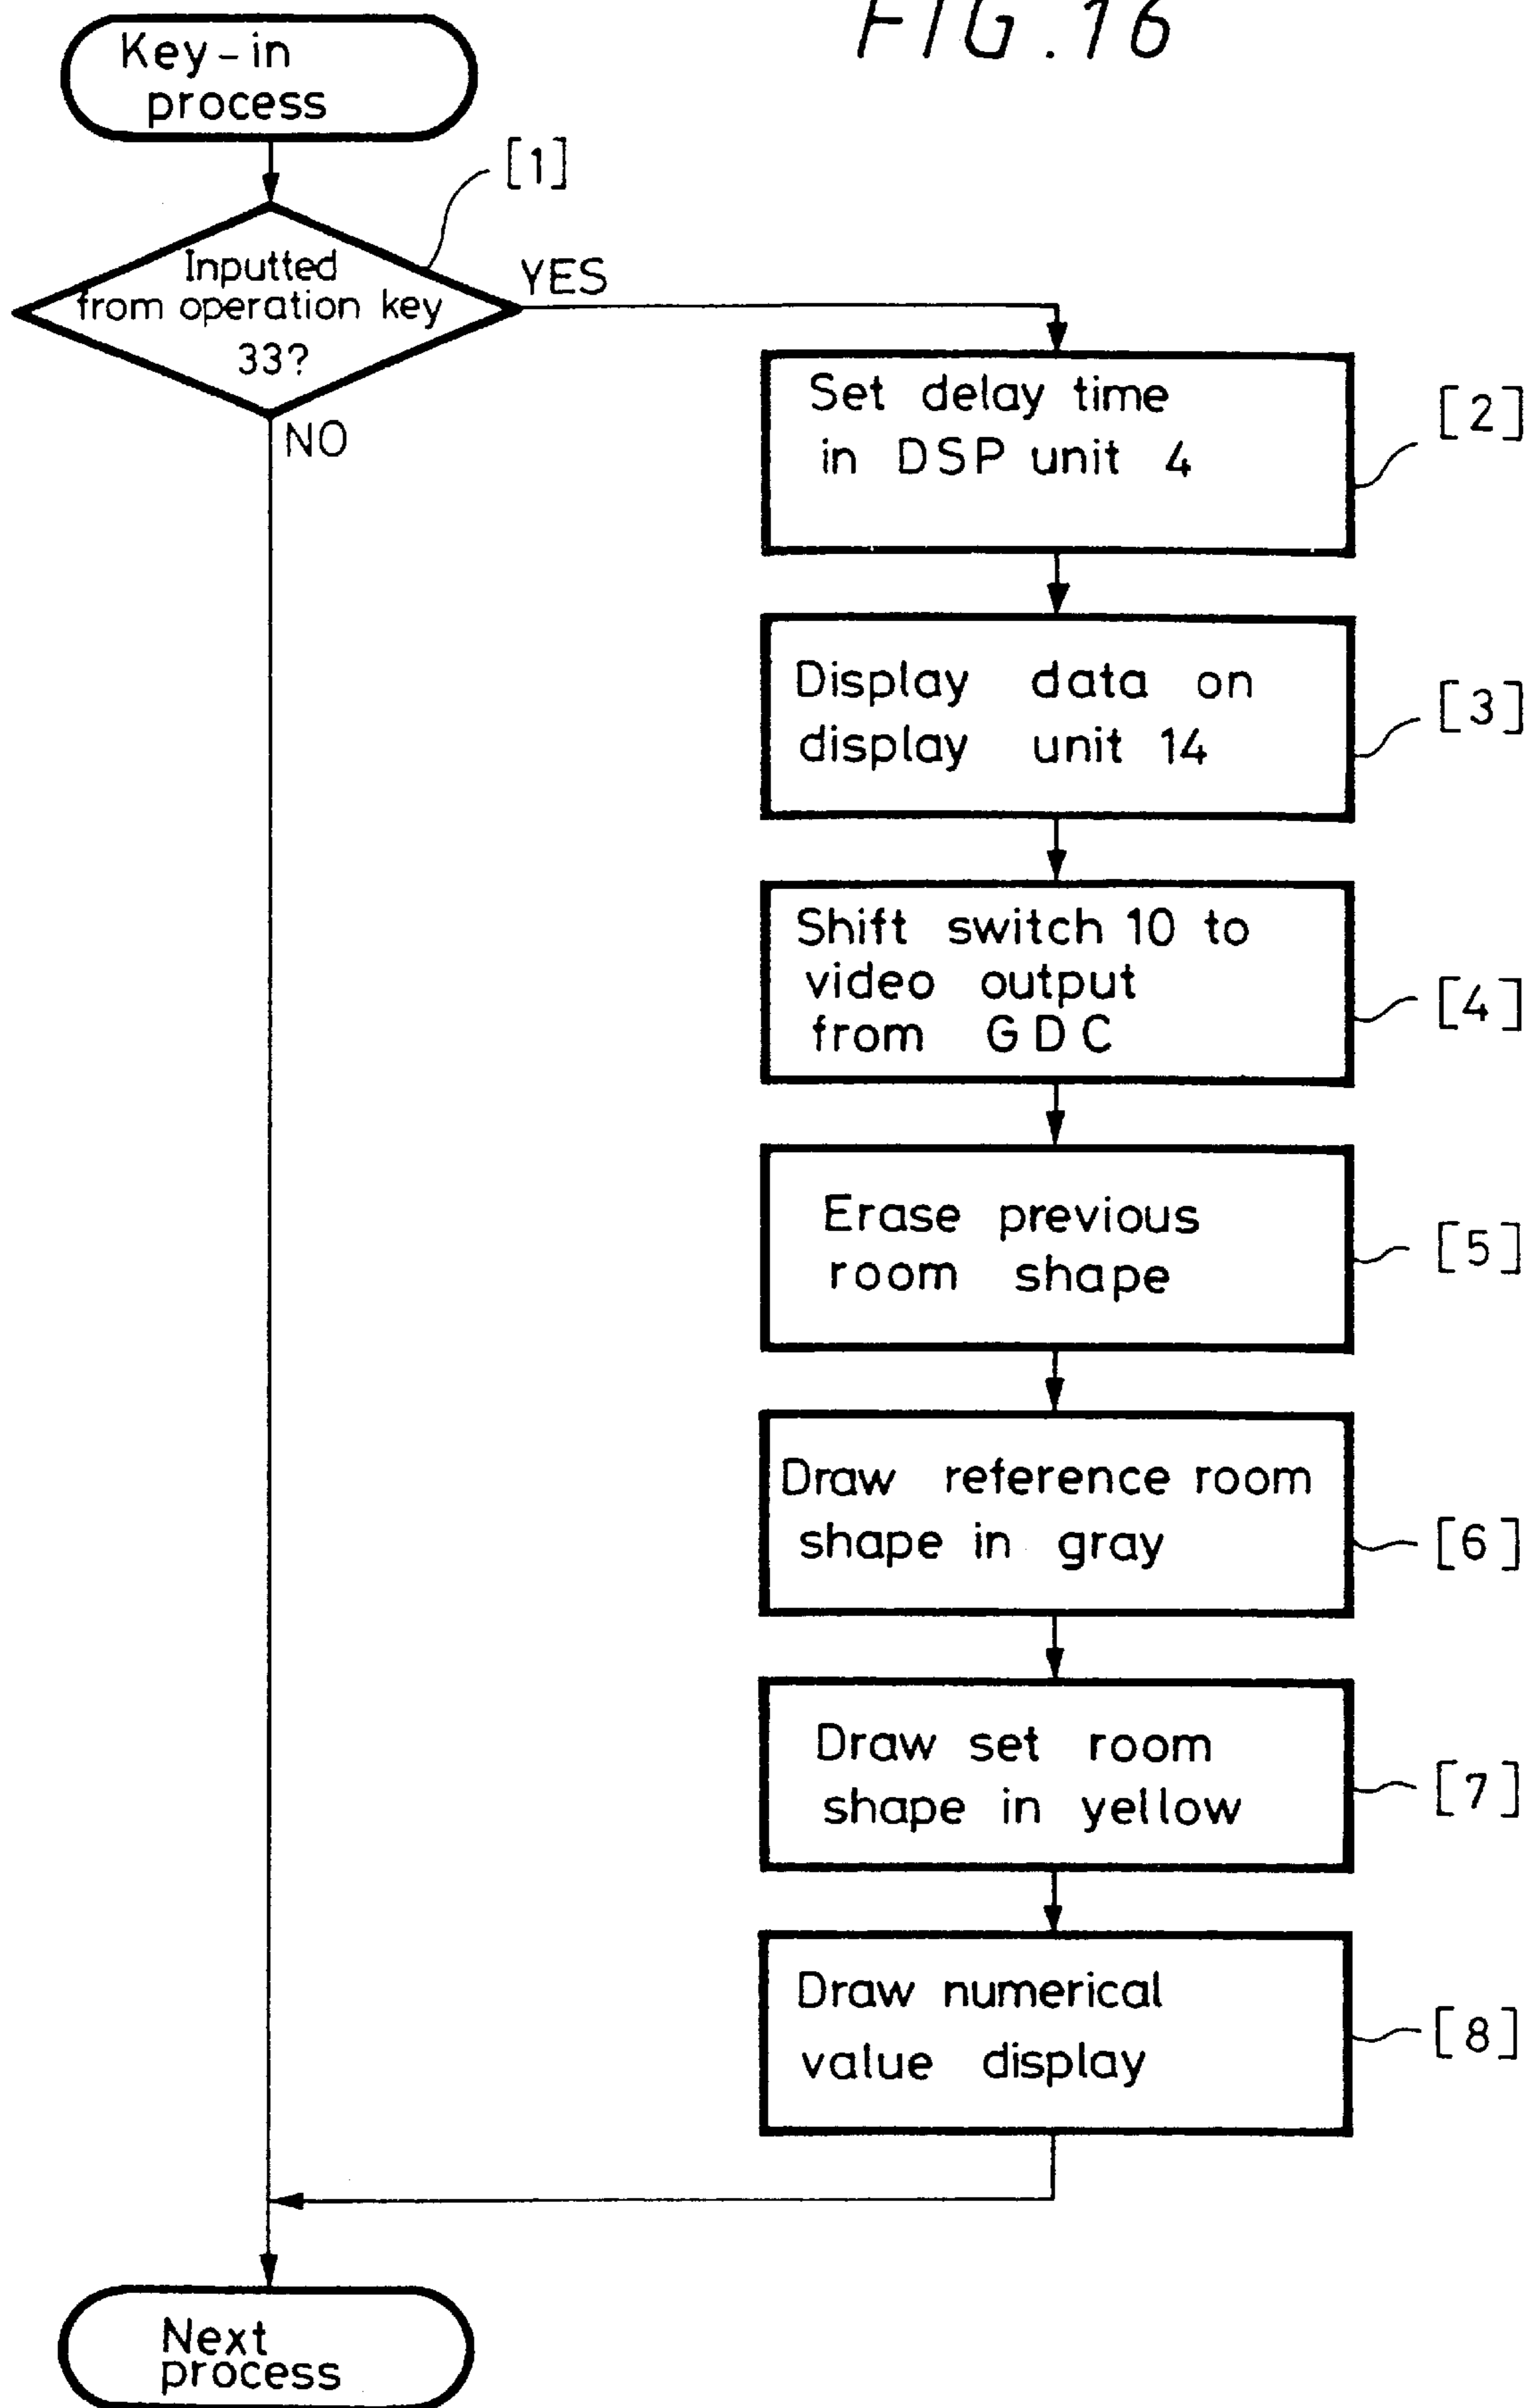 FIG.16
Key-in
process
[1]
Inputted
from operation key
33?
YES
NO
Set delay time
in DSP unit 4
[2]
Display data on
display unit 14
[3]
Shift switch 10 to
video output
from GDC
[4]
Erase previous
room shape
[5]
Draw reference room
shape in gray
[6]
Draw set room
shape in yellow
[7]
Draw numerical
value display
[8]
Next
process